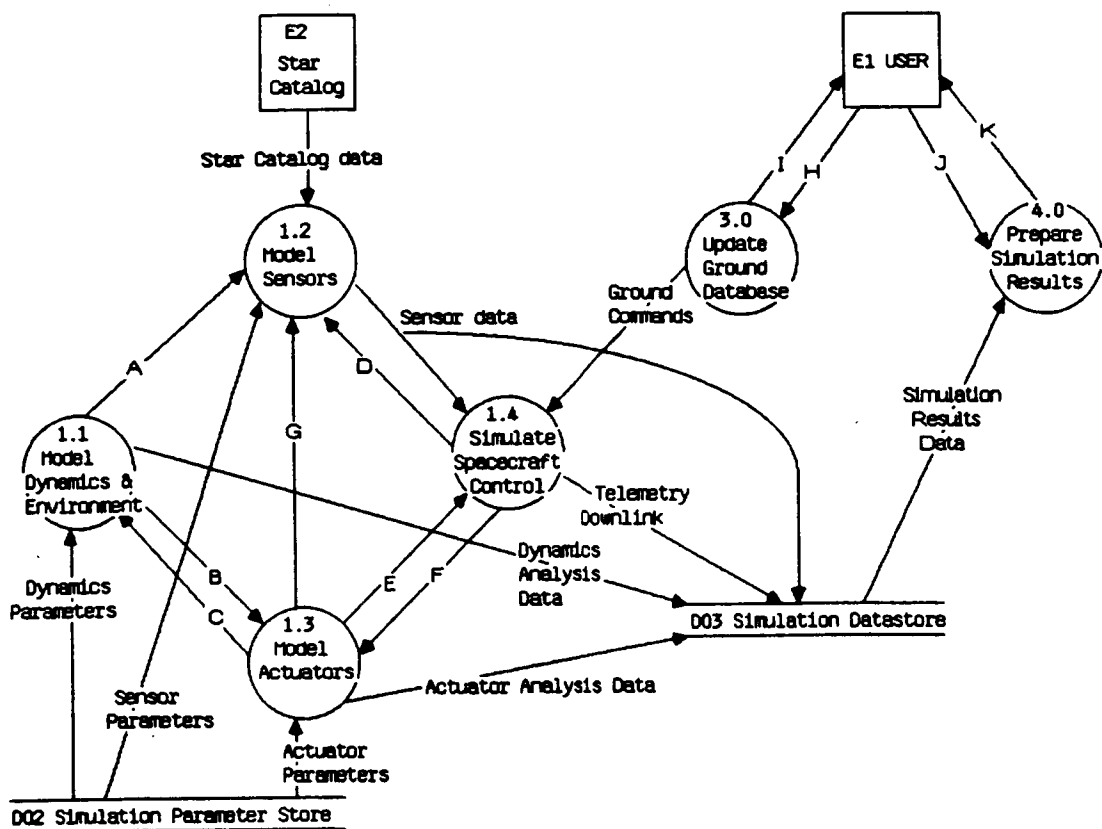 E2
Star
Catalog
E1 USER
Star Catalog data
I
H
J
K
1.2
Model
Sensors
3.0
Update
Ground
Database
4.0
Prepare
Simulation
Results
Ground
Commands
Sensor data
A
D
G
Simulation
Results
Data
1.1
Model
Dynamics &
Environment
1.4
Simulate
Spacecraft
Control
Telemetry
Downlink
Dynamics
Analysis
Data
B
C
E
F
Dynamics
Parameters
1.3
Model
Actuators
D03 Simulation Datastore
Actuator Analysis Data
Sensor
Parameters
Actuator
Parameters
D02 Simulation Parameter Store